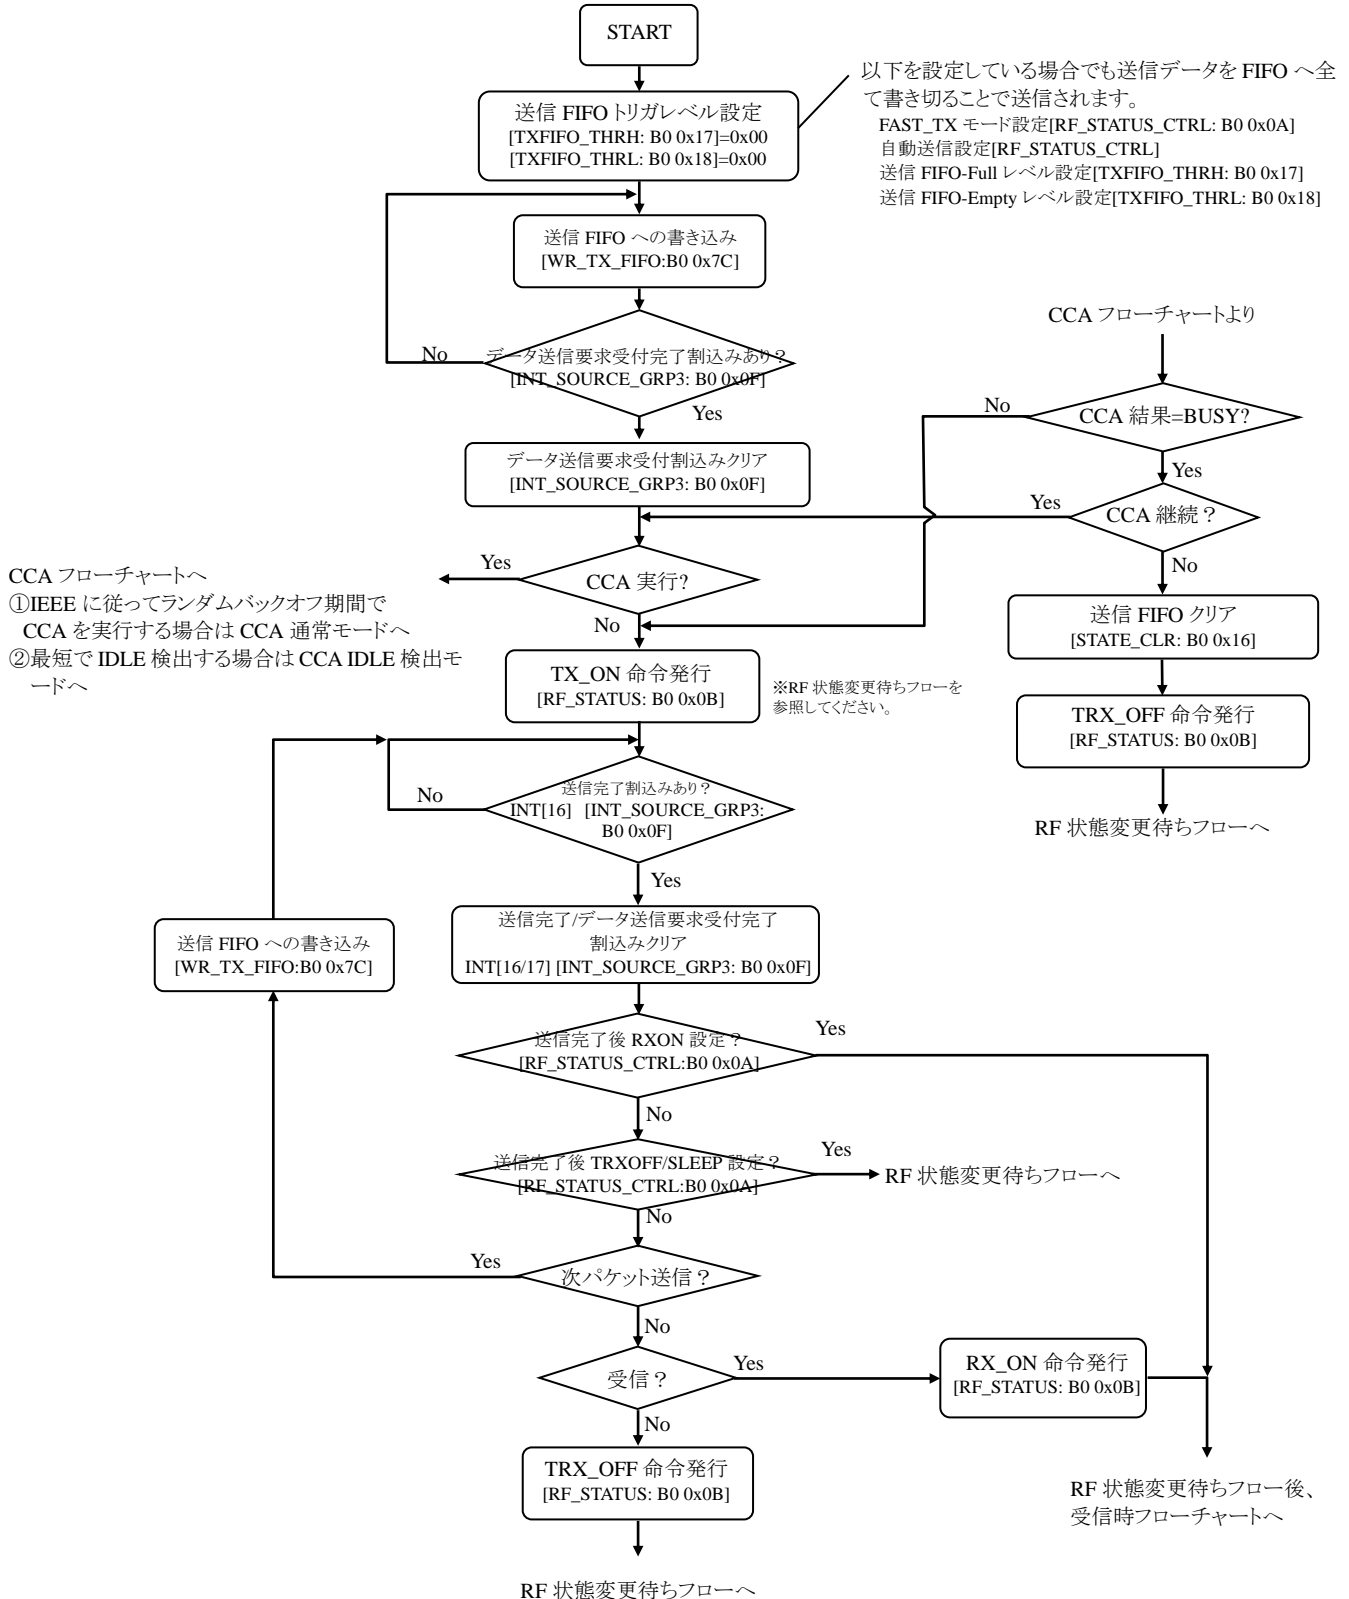 START
以下を設定している場合でも送信データを FIFO へ全
て書き切ることで送信されます。
FAST_TX モード設定[RF_STATUS_CTRL: B0 0x0A]
自動送信設定[RF_STATUS_CTRL]
送信 FIFO-Full レベル設定[TXFIFO_THRH: B0 0x17]
送信 FIFO-Empty レベル設定[TXFIFO_THRL: B0 0x18]
送信 FIFO トリガレベル設定
[TXFIFO_THRH: B0 0x17]=0x00
[TXFIFO_THRL: B0 0x18]=0x00
送信 FIFO への書き込み
[WR_TX_FIFO:B0 0x7C]
CCA フローチャートより
No
データ送信要求受付完了割込みあり？
[INT_SOURCE_GRP3: B0 0x0F]
Yes
No
CCA 結果=BUSY?
Yes
データ送信要求受付割込みクリア
[INT_SOURCE_GRP3: B0 0x0F]
Yes
CCA 継続？
No
Yes
CCA 実行?
No
CCA フローチャートへ
①IEEE に従ってランダムバックオフ期間で
CCA を実行する場合は CCA 通常モードへ
②最短で IDLE 検出する場合は CCA IDLE 検出モ
ードへ
送信 FIFO クリア
[STATE_CLR: B0 0x16]
TX_ON 命令発行
[RF_STATUS: B0 0x0B]
※RF 状態変更待ちフローを
参照してください。
TRX_OFF 命令発行
[RF_STATUS: B0 0x0B]
RF 状態変更待ちフローへ
No
送信完了割込みあり？
INT[16] [INT_SOURCE_GRP3:
B0 0x0F]
Yes
送信完了/データ送信要求受付完了
割込みクリア
INT[16/17] [INT_SOURCE_GRP3: B0 0x0F]
送信 FIFO への書き込み
[WR_TX_FIFO:B0 0x7C]
送信完了後 RXON 設定？
[RF_STATUS_CTRL:B0 0x0A]
Yes
No
送信完了後 TRXOFF/SLEEP 設定？
[RF_STATUS_CTRL:B0 0x0A]
Yes
RF 状態変更待ちフローへ
No
Yes
次パケット送信？
No
受信？
Yes
RX_ON 命令発行
[RF_STATUS: B0 0x0B]
No
TRX_OFF 命令発行
[RF_STATUS: B0 0x0B]
RF 状態変更待ちフロー後、
受信時フローチャートへ
RF 状態変更待ちフローへ